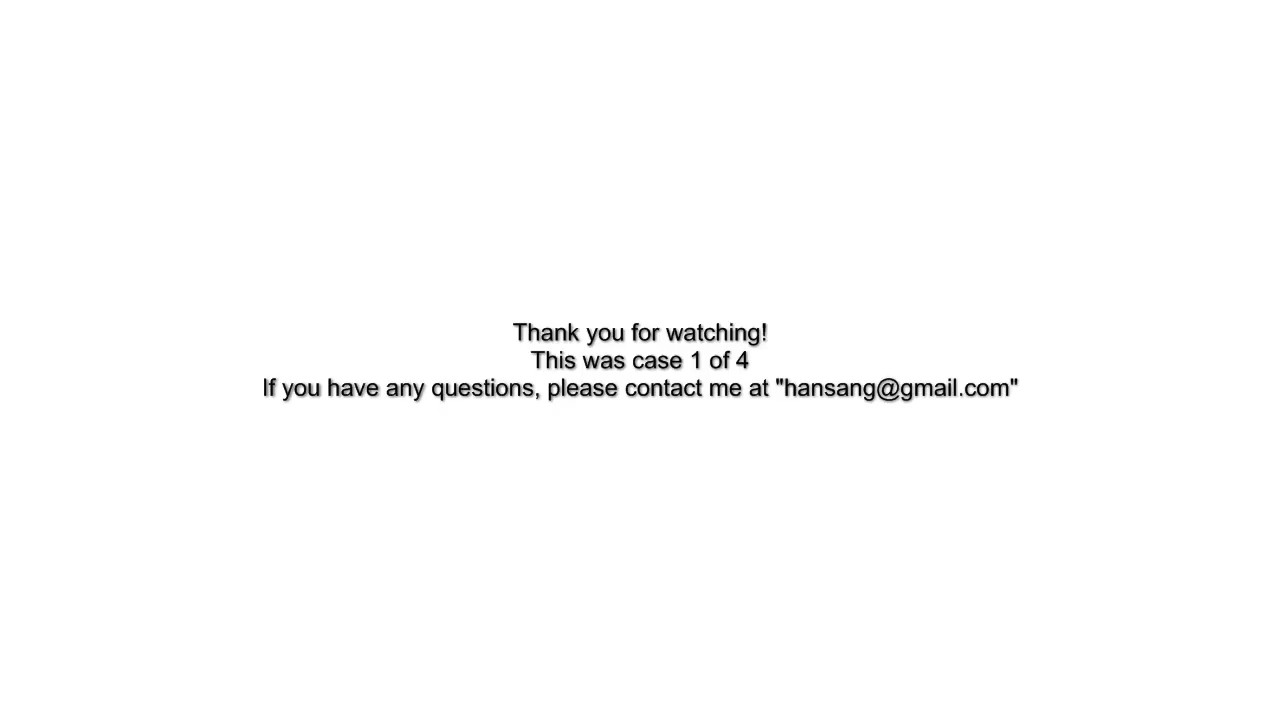 Thank you for watching!
This was case 1 of 4
If you have any questions, please contact me at "hansang@gmail.com"